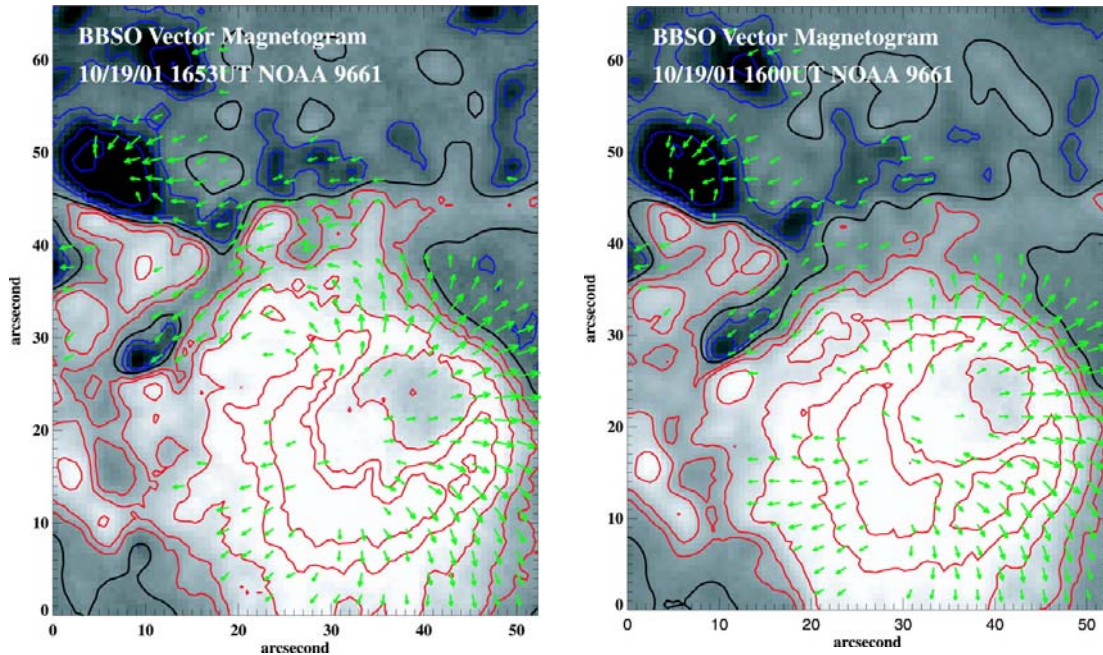 BBSO Vector Magnetogram
10/19/01 1653UT NOAA 9661
60
50
40
30
20
10
0
arcsecond
0 10 20 30 40 50
arcsecond
BBSO Vector Magnetogram
10/19/01 1600UT NOAA 9661
60
50
40
30
20
10
0
arcsecond
0 10 20 30 40 50
arcsecond